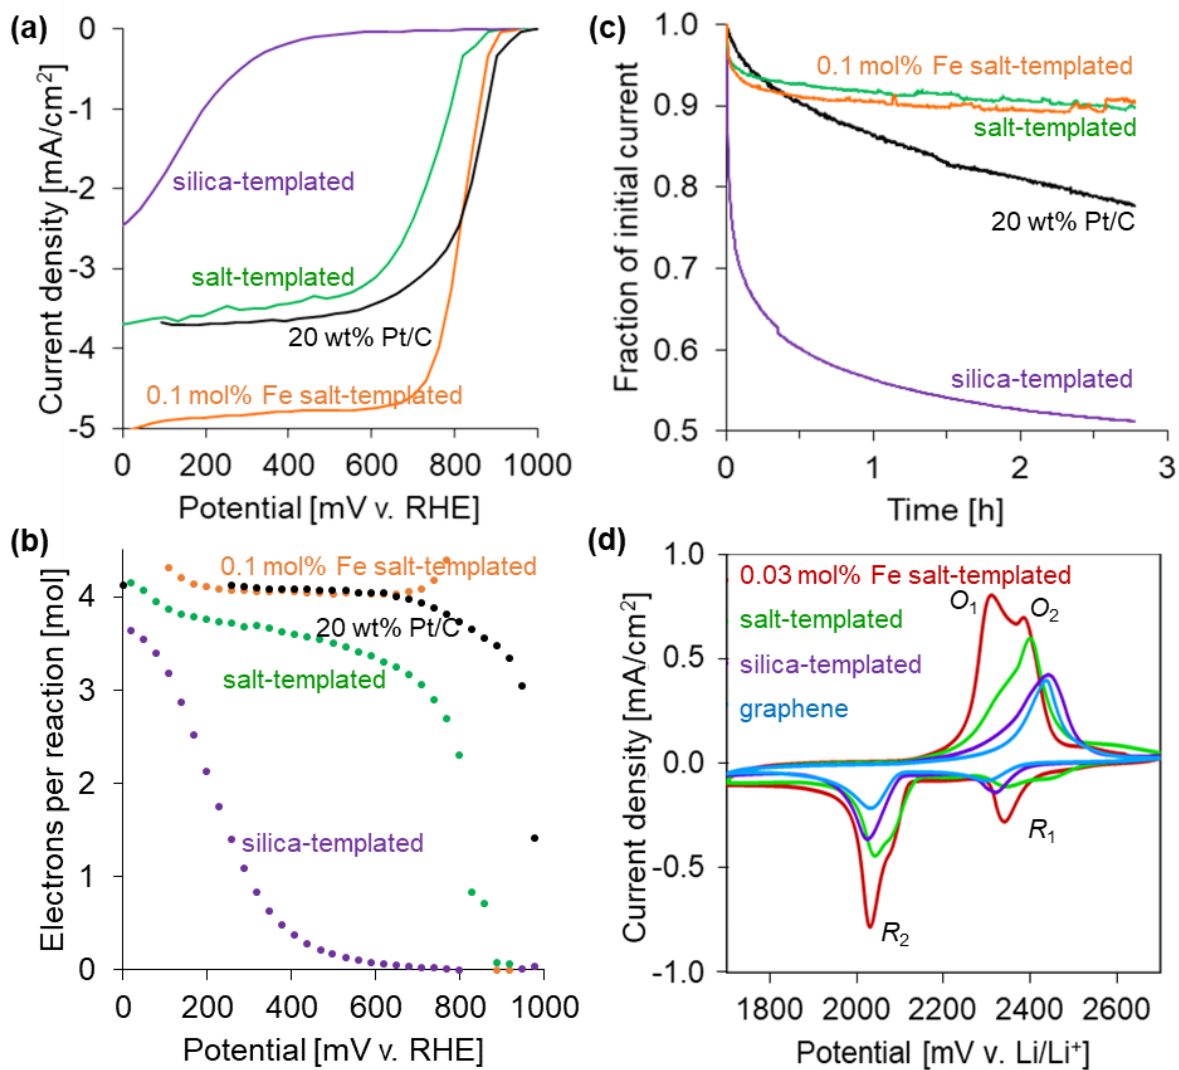 (a)
0
-1
-2
-3
-4
-5
Current density [mA/cm²]
silica-templated
salt-templated
20 wt% Pt/C
0.1 mol% Fe salt-templated
0 200 400 600 800 1000
Potential [mV v. RHE]
(c)
1.0
0.9
0.8
0.7
0.6
0.5
Fraction of initial current
0.1 mol% Fe salt-templated
salt-templated
20 wt% Pt/C
silica-templated
0 1 2 3
Time [h]
(b)
4
3
2
1
0
Electrons per reaction [mol]
0.1 mol% Fe salt-templated
20 wt% Pt/C
salt-templated
silica-templated
0 200 400 600 800 1000
Potential [mV v. RHE]
(d)
1.0
0.5
0.0
-0.5
-1.0
Current density [mA/cm²]
0.03 mol% Fe salt-templated
O₁ O₂
salt-templated
silica-templated
graphene
R₁
R₂
1800 2000 2200 2400 2600
Potential [mV v. Li/Li⁺]